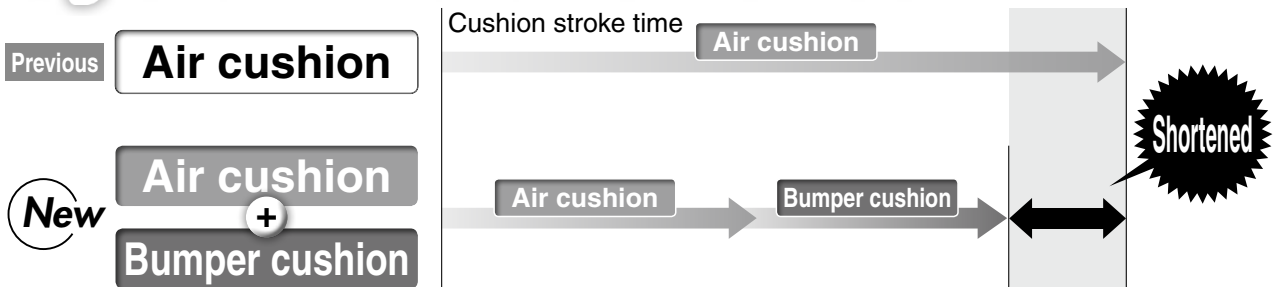 Cushion stroke time
Previous
Air cushion
Air cushion
Shortened
New
Air cushion
+
Bumper cushion
Air cushion
Bumper cushion